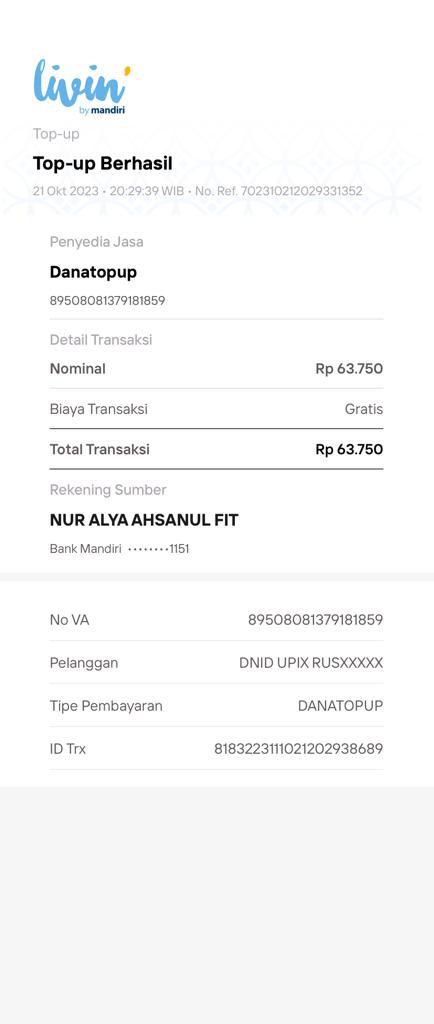 livin'
by mandiri
Top-up
Top-up Berhasil
21 Okt 2023 • 20:29:39 WIB • No. Ref. 702310212029331352
Penyedia Jasa
Danatopup
89508081379181859
Detail Transaksi
Nominal Rp 63.750
Biaya Transaksi Gratis
Total Transaksi Rp 63.750
Rekening Sumber
NUR ALYA AHSANUL FIT
Bank Mandiri ••••••••1151
No VA 89508081379181859
Pelanggan DNID UPIX RUSXXXXX
Tipe Pembayaran DANATOPUP
ID Trx 8183223111021202938689